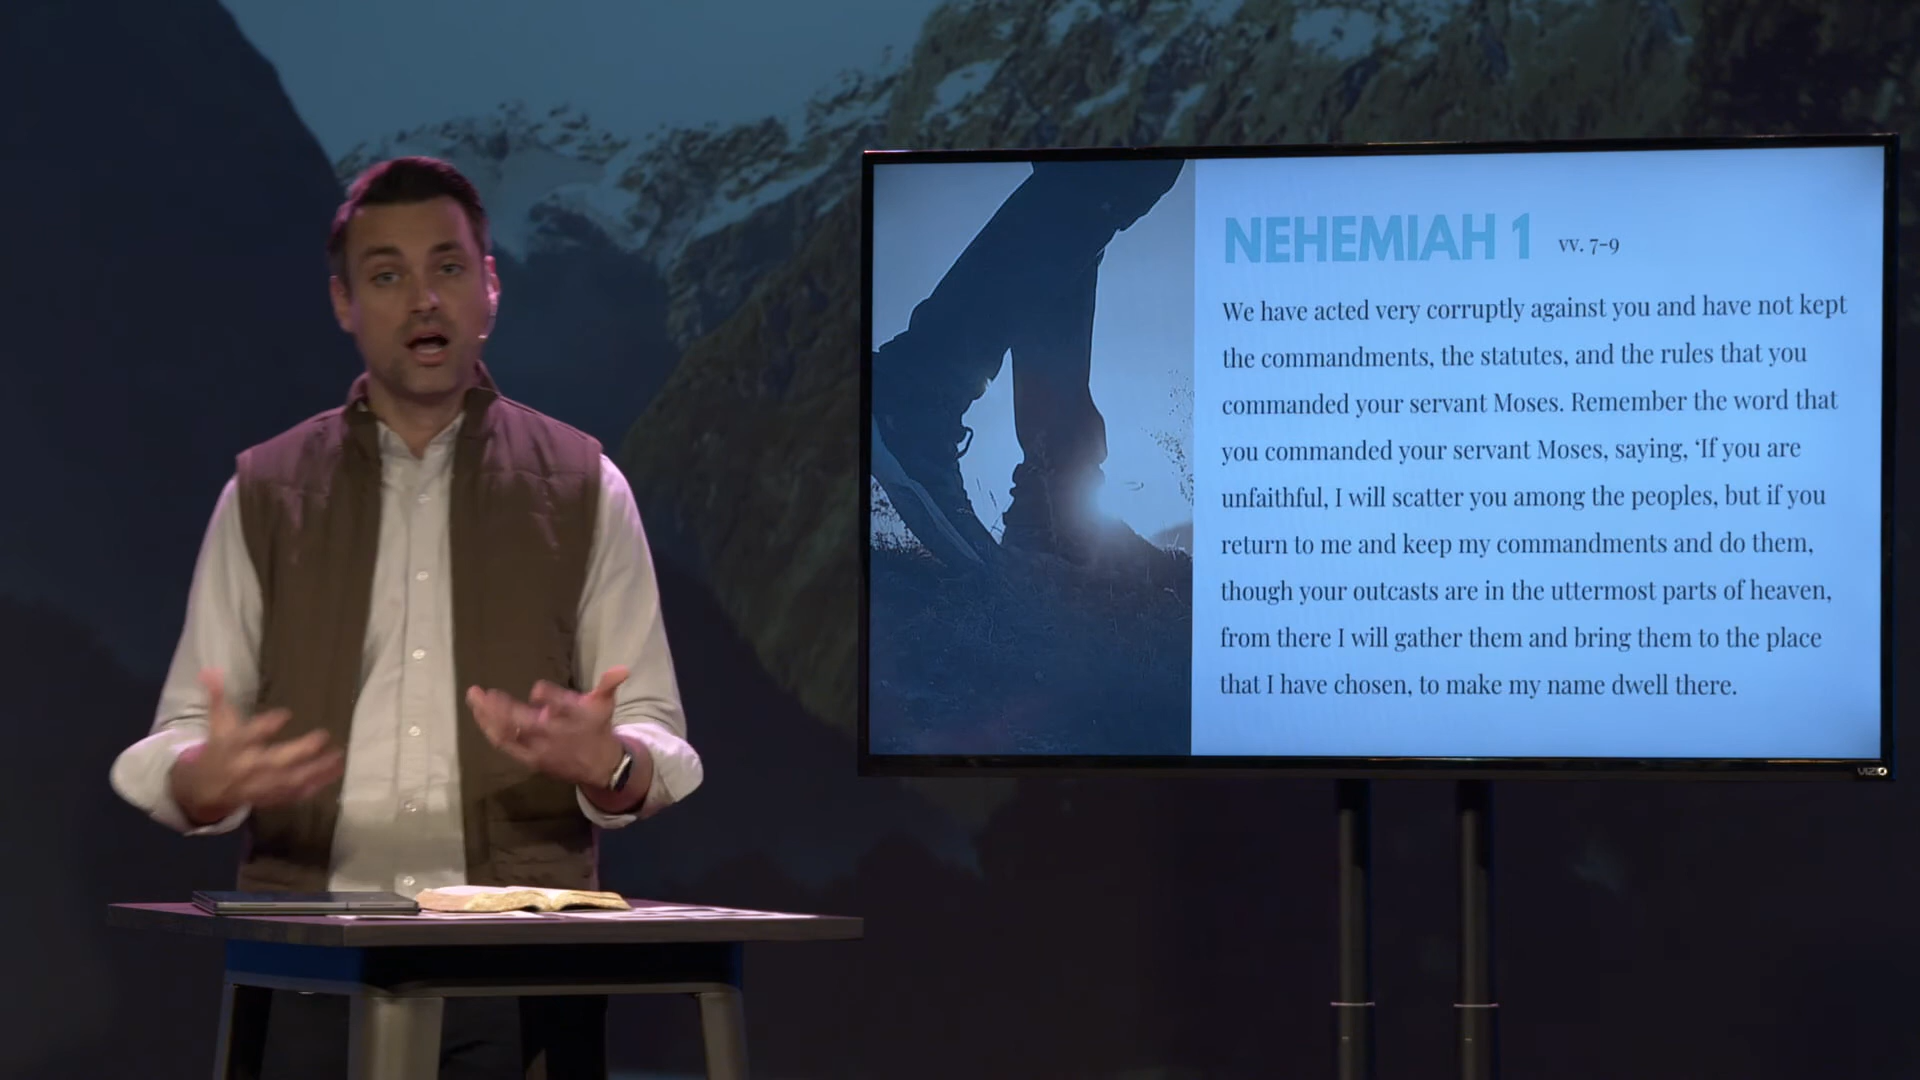 NEHEMIAH 1 vv. 7-9
We have acted very corruptly against you and have not kept
the commandments, the statutes, and the rules that you
commanded your servant Moses. Remember the word that
you commanded your servant Moses, saying, ‘If you are
unfaithful, I will scatter you among the peoples, but if you
return to me and keep my commandments and do them,
though your outcasts are in the uttermost parts of heaven,
from there I will gather them and bring them to the place
that I have chosen, to make my name dwell there.
VIZIO